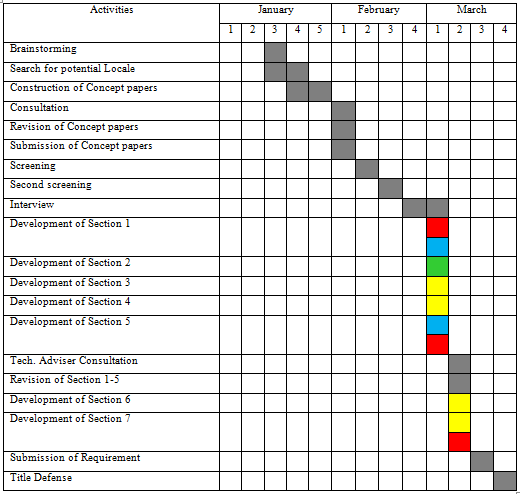 Activities January February March
1 2 3 4 5 1 2 3 4 1 2 3 4
Brainstorming
Search for potential Locale
Construction of Concept papers
Consultation
Revision of Concept papers
Submission of Concept papers
Screening
Second screening
Interview
Development of Section 1
Development of Section 2
Development of Section 3
Development of Section 4
Development of Section 5
Tech. Adviser Consultation
Revision of Section 1-5
Development of Section 6
Development of Section 7
Submission of Requirement
Title Defense